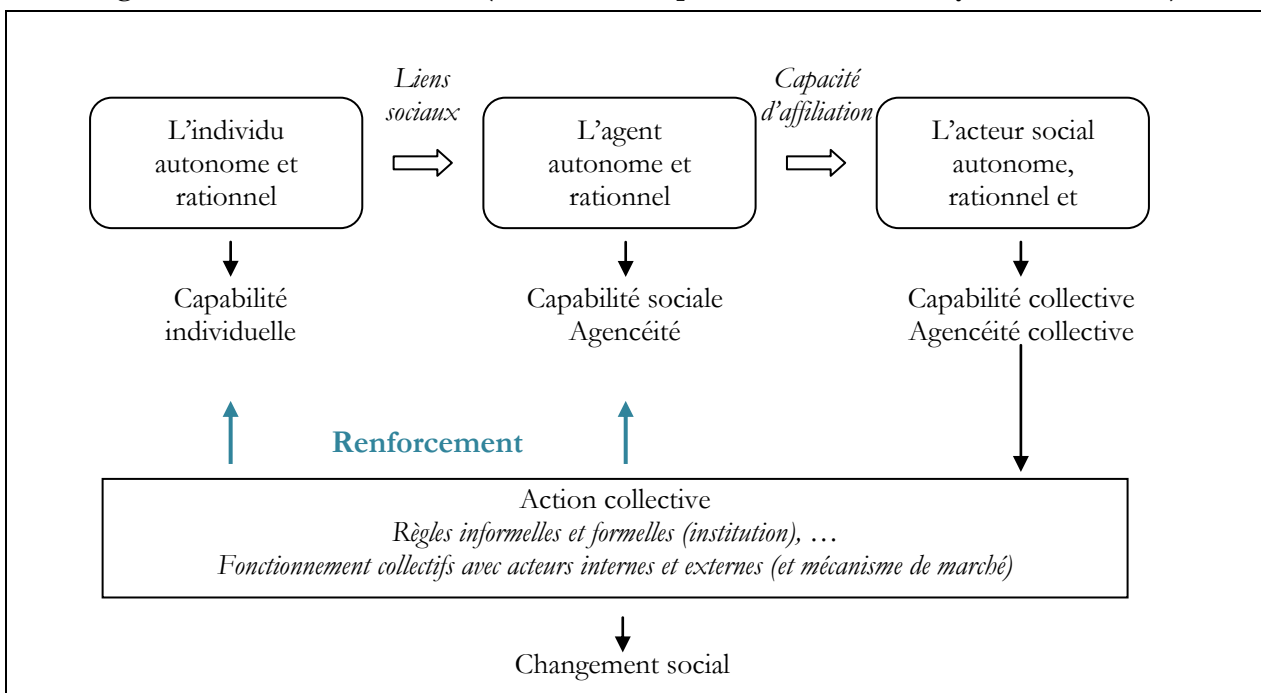 Liens
sociaux
Capacité
d'affiliation
L'individu
autonome et
rationnel
L'agent
autonome et
rationnel
L'acteur social
autonome,
rationnel et
Capabilité
individuelle
Capabilité sociale
Agencéité
Capabilité collective
Agencéité collective
Renforcement
Action collective
Règles informelles et formelles (institution), …
Fonctionnement collectifs avec acteurs internes et externes (et mécanisme de marché)
Changement social